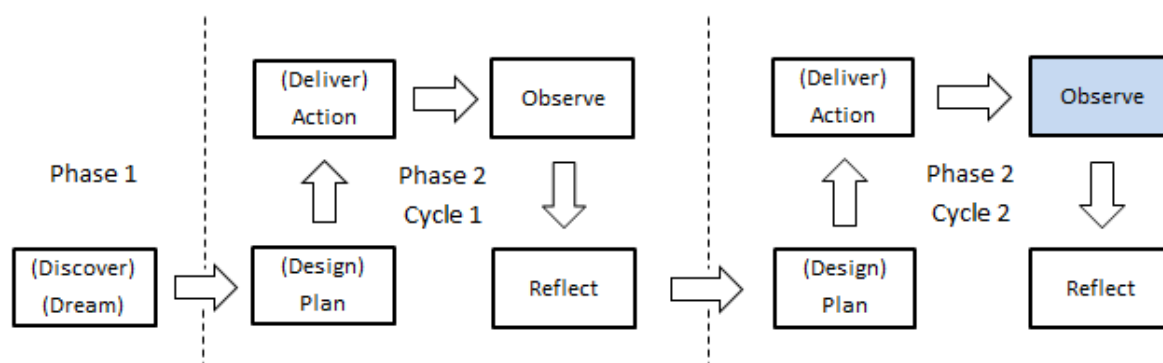 Phase 1
(Discover)
(Dream)
(Deliver)
Action
Observe
Phase 2
Cycle 1
(Design)
Plan
Reflect
(Deliver)
Action
Observe
Phase 2
Cycle 2
(Design)
Plan
Reflect